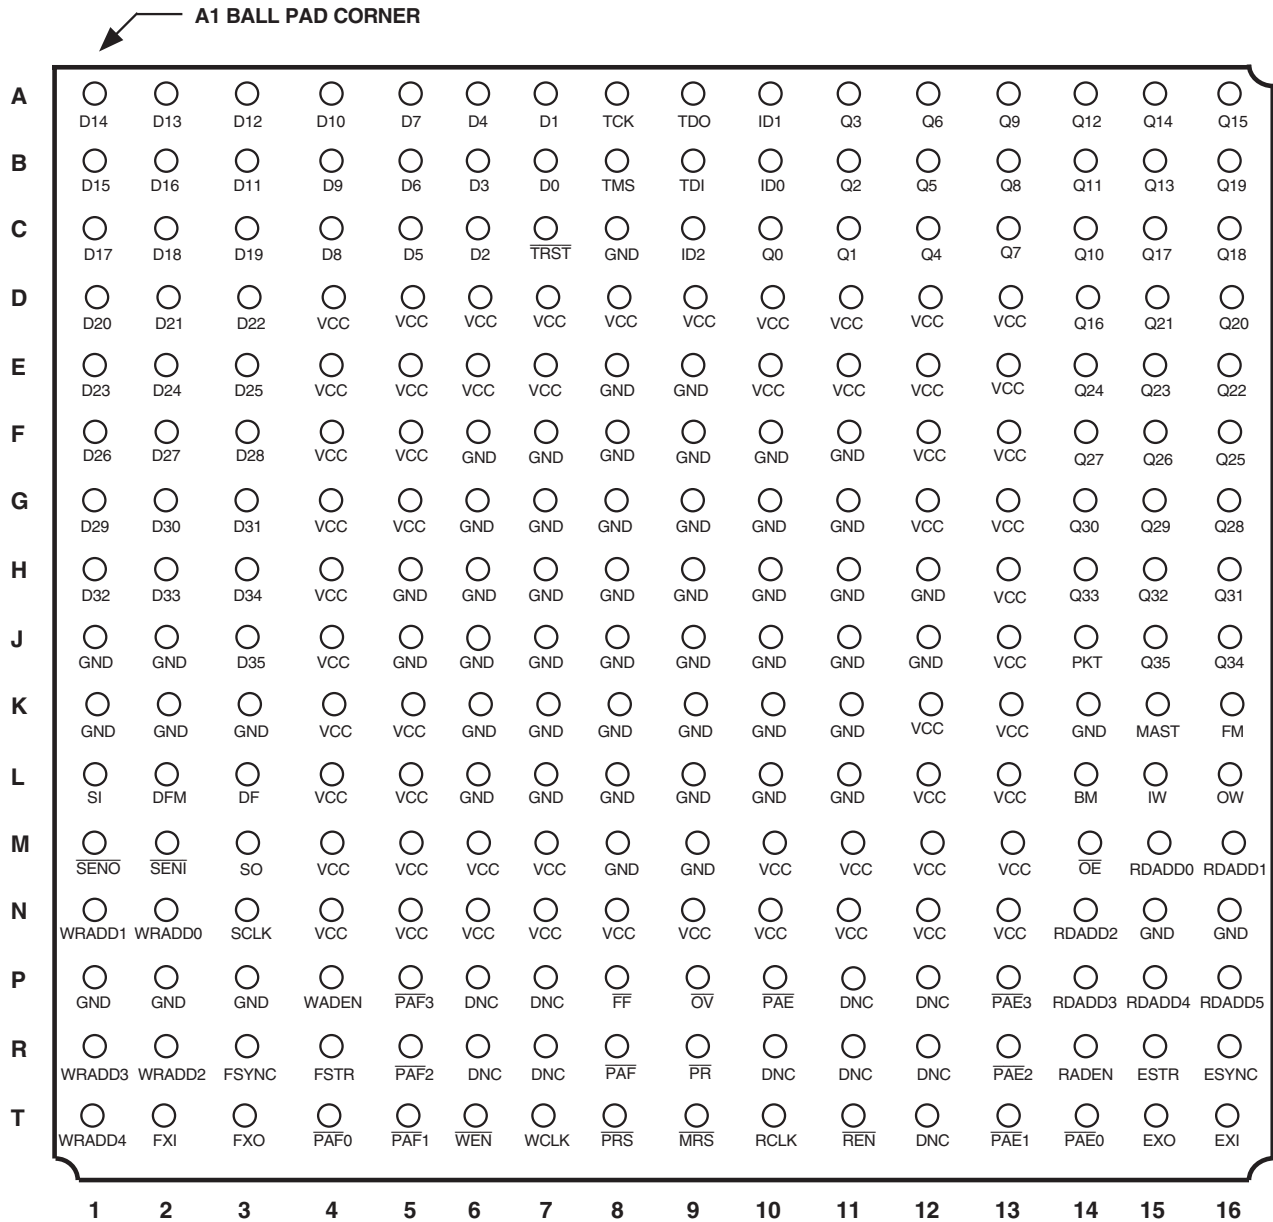 A1 BALL PAD CORNER
A
D14 D13 D12 D10 D7 D4 D1 TCK TDO ID1 Q3 Q6 Q9 Q12 Q14 Q15
B
D15 D16 D11 D9 D6 D3 D0 TMS TDI ID0 Q2 Q5 Q8 Q11 Q13 Q19
C
D17 D18 D19 D8 D5 D2 TRST GND ID2 Q0 Q1 Q4 Q7 Q10 Q17 Q18
D
D20 D21 D22 VCC VCC VCC VCC VCC VCC VCC VCC VCC VCC Q16 Q21 Q20
E
D23 D24 D25 VCC VCC VCC VCC GND GND VCC VCC VCC VCC Q24 Q23 Q22
F
D26 D27 D28 VCC VCC GND GND GND GND GND GND VCC VCC Q27 Q26 Q25
G
D29 D30 D31 VCC VCC GND GND GND GND GND GND VCC VCC Q30 Q29 Q28
H
D32 D33 D34 VCC GND GND GND GND GND GND GND GND VCC Q33 Q32 Q31
J
GND GND D35 VCC GND GND GND GND GND GND GND GND VCC PKT Q35 Q34
K
GND GND GND VCC VCC GND GND GND GND GND GND VCC VCC GND MAST FM
L
SI DFM DF VCC VCC GND GND GND GND GND GND VCC VCC BM IW OW
M
SENO SENI SO VCC VCC VCC VCC GND GND VCC VCC VCC VCC OE RDADD0 RDADD1
N
WRADD1 WRADD0 SCLK VCC VCC VCC VCC VCC VCC VCC VCC VCC VCC RDADD2 GND GND
P
GND GND GND WADEN PAF3 DNC DNC FF OV PAE DNC DNC PAE3 RDADD3 RDADD4 RDADD5
R
WRADD3 WRADD2 FSYNC FSTR PAF2 DNC DNC PAF PR DNC DNC DNC PAE2 RADEN ESTR ESYNC
T
WRADD4 FXI FXO PAF0 PAF1 WEN WCLK PRS MRS RCLK REN DNC PAE1 PAE0 EXO EXI
1 2 3 4 5 6 7 8 9 10 11 12 13 14 15 16